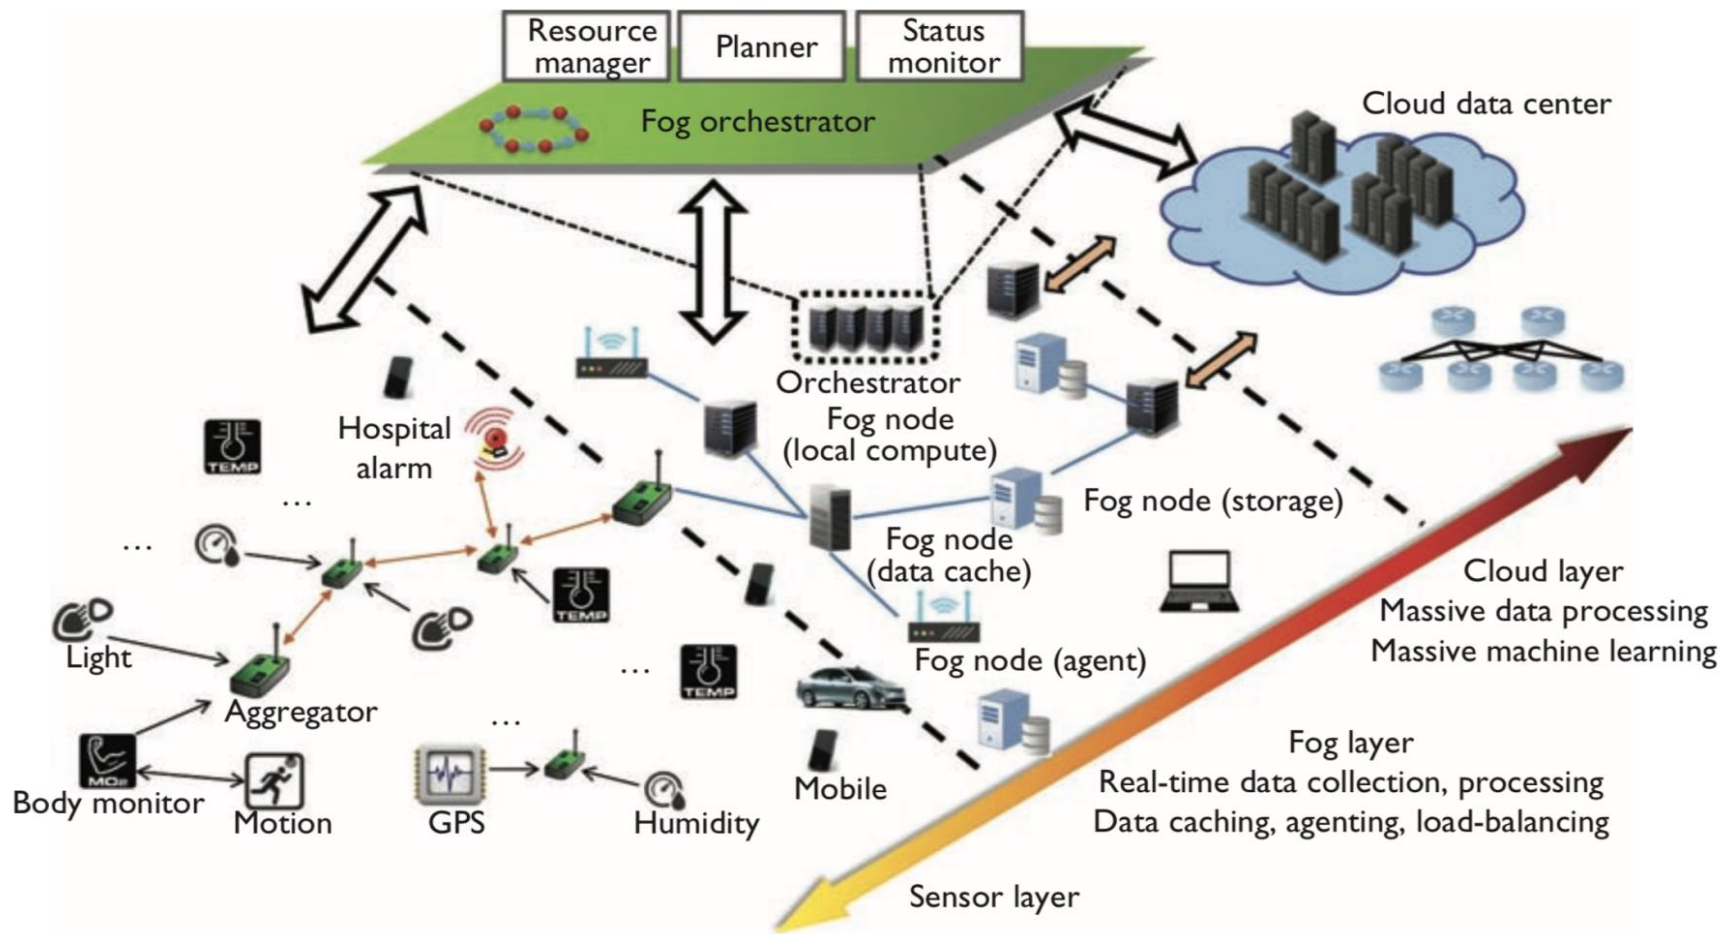 Resource
manager
Planner
Status
monitor
Fog orchestrator
Cloud data center
Orchestrator
Fog node
(local compute)
Hospital
alarm
TEMP
...
Fog node (storage)
...
Fog node
(data cache)
TEMP
Cloud layer
Massive data processing
Massive machine learning
Light
Fog node (agent)
...
TEMP
Aggregator
...
Fog layer
Real-time data collection, processing
Data caching, agenting, load-balancing
Body monitor
Motion
GPS
Humidity
Mobile
Sensor layer